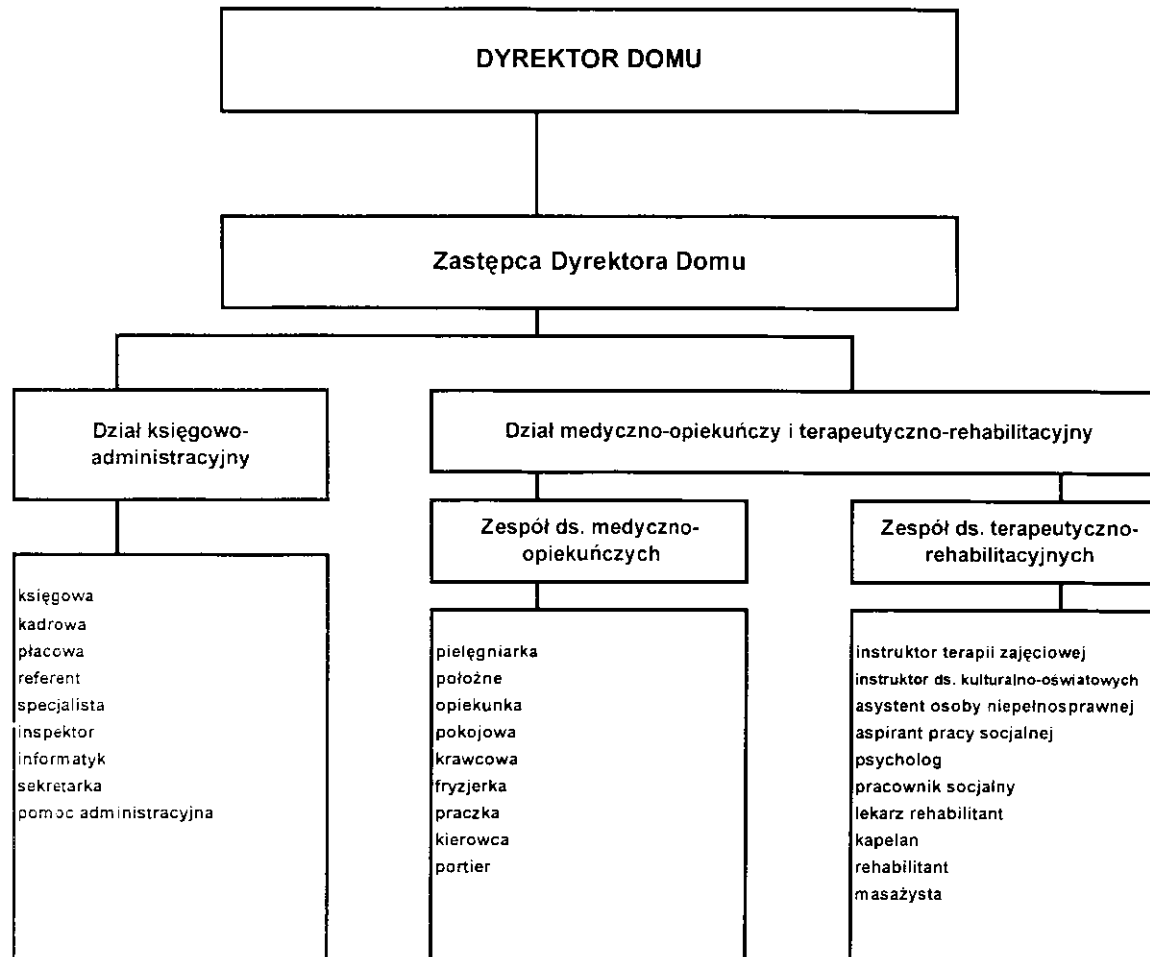 DYREKTOR DOMU
Zastępca Dyrektora Domu
Dział księgowo-
administracyjny
księgowa
kadrowa
płacowa
referent
specjalista
inspektor
informatyk
sekretarka
pomoc administracyjna
Dział medyczno-opiekuńczy i terapeutyczno-rehabilitacyjny
Zespół ds. medyczno-
opiekuńczych
pielęgniarka
położne
opiekunka
pokojowa
krawcowa
fryzjerka
praczka
kierowca
portier
Zespół ds. terapeutyczno-
rehabilitacyjnych
instruktor terapii zajęciowej
instruktor ds. kulturalno-oświatowych
asystent osoby niepełnosprawnej
aspirant pracy socjalnej
psycholog
pracownik socjalny
lekarz rehabilitant
kapelan
rehabilitant
masażysta